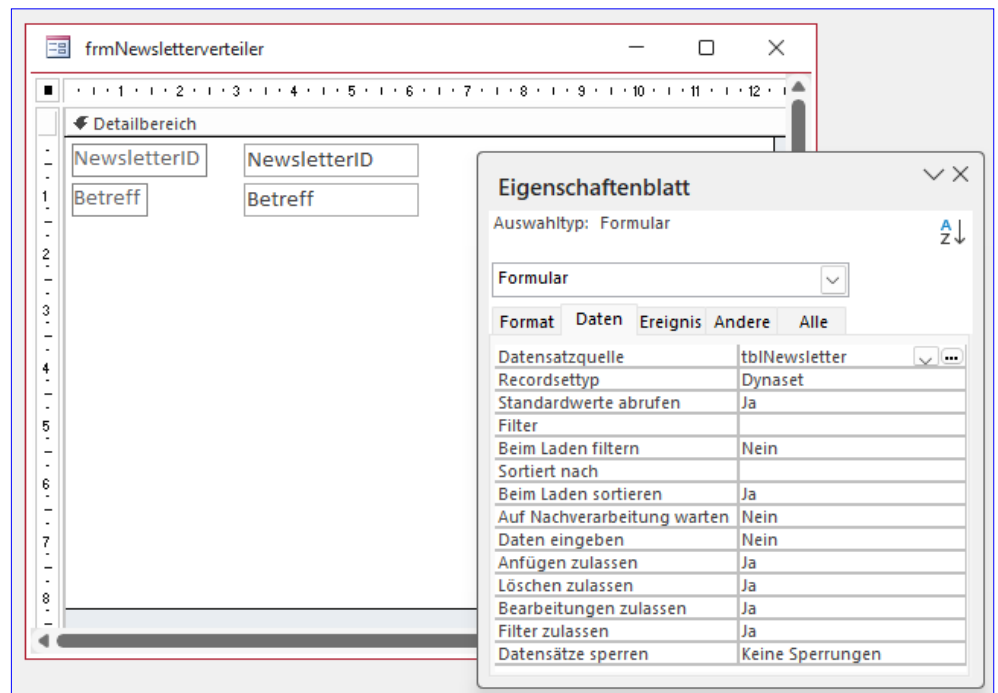 frmNewsletterverteiler
1 2 3 4 5 6 7 8 9 10 11 12
Detailbereich
NewsletterID NewsletterID
Betreff Betreff
1
2
3
4
5
6
7
8
Eigenschaftenblatt
Auswahltyp: Formular
A
Z
Formular
Format Daten Ereignis Andere Alle
Datensatzquelle tblNewsletter
Recordsettyp Dynaset
Standardwerte abrufen Ja
Filter
Beim Laden filtern Nein
Sortiert nach
Beim Laden sortieren Ja
Auf Nachverarbeitung warten Nein
Daten eingeben Nein
Anfügen zulassen Ja
Löschen zulassen Ja
Bearbeitungen zulassen Ja
Filter zulassen Ja
Datensätze sperren Keine Sperrungen